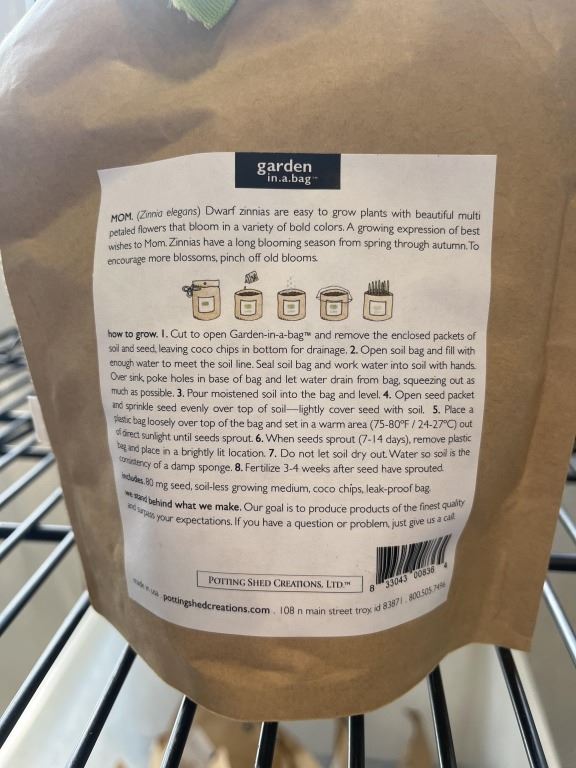 garden
in.a.bag™
MOM. (Zinnia elegans) Dwarf zinnias are easy to grow plants with beautiful multi
petaled flowers that bloom in a variety of bold colors. A growing expression of best
wishes to Mom. Zinnias have a long blooming season from spring through autumn. To
encourage more blossoms, pinch off old blooms.
how to grow. 1. Cut to open Garden-in-a-bag™ and remove the enclosed packets of
soil and seed, leaving coco chips in bottom for drainage. 2. Open soil bag and fill with
enough water to meet the soil line. Seal soil bag and work water into soil with hands.
Over sink, poke holes in base of bag and let water drain from bag, squeezing out as
much as possible. 3. Pour moistened soil into the bag and level. 4. Open seed packet
and sprinkle seed evenly over top of soil—lightly cover seed with soil. 5. Place a
plastic bag loosely over top of the bag and set in a warm area (75-80°F / 24-27°C) out
of direct sunlight until seeds sprout. 6. When seeds sprout (7-14 days), remove plastic
bag and place in a brightly lit location. 7. Do not let soil dry out. Water so soil is the
consistency of a damp sponge. 8. Fertilize 3-4 weeks after seed have sprouted.
includes. 80 mg seed, soil-less growing medium, coco chips, leak-proof bag.
we stand behind what we make. Our goal is to produce products of the finest quality
and surpass your expectations. If you have a question or problem, just give us a call.
POTTING SHED CREATIONS, LTD.™
8 33043 00836 4
made in usa . pottingshedcreations.com . 108 n main street troy, id 83871 . 800.505.7496